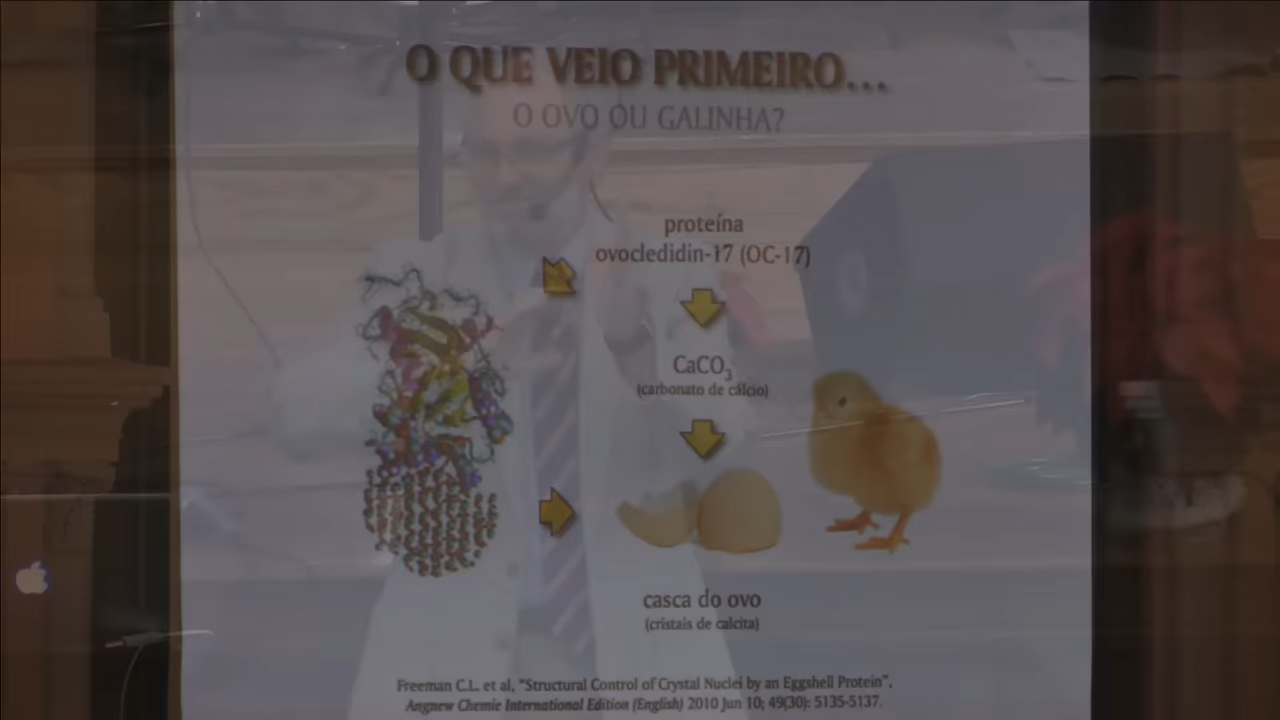 O QUE VEIO PRIMEIRO...
O OVO OU GALINHA?
proteína
ovocledidin-17 (OC-17)
CaCO3
(carbonato de cálcio)
casca do ovo
(cristais de calcita)
Freeman C.L. et al, "Structural Control of Crystal Nuclei by an Eggshell Protein".
Angnew Chemie International Edition (English) 2010 Jun 10; 49(30): 5135-5137.